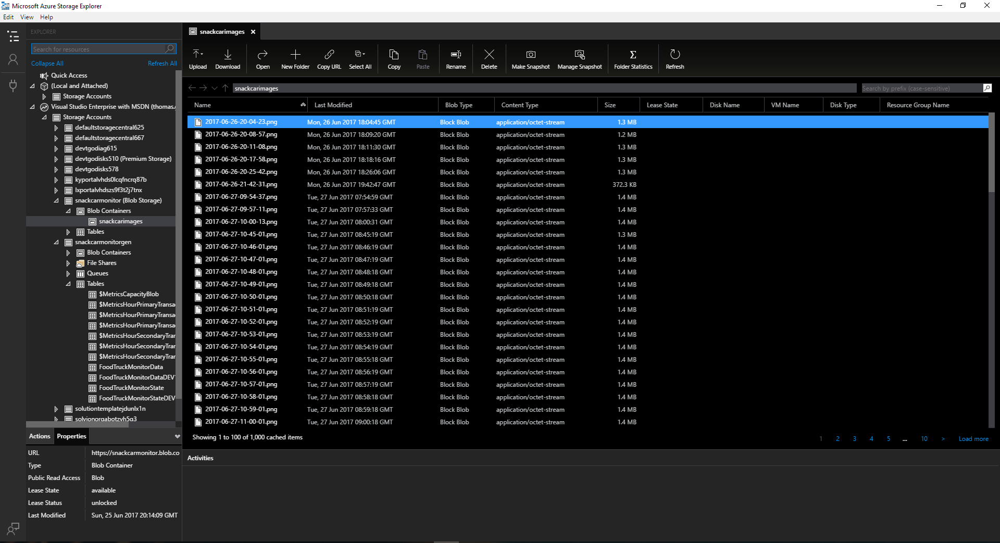 Microsoft Azure Storage Explorer
Edit View Help
EXPLORER
Search for resources
Collapse All Refresh All
Quick Access
(Local and Attached)
Storage Accounts
Visual Studio Enterprise with MSDN (thomas.
Storage Accounts
defaultstoragecentral625
defaultstoragecentral667
devtgodiag615
devtgodisks510 (Premium Storage)
devtgodisks578
kyportalvhds0lcqfncrq87b
lxportalvhdszs9f3t2j7tnx
snackcarmonitor (Blob Storage)
Blob Containers
snackcarimages
Tables
snackcarmonitorgen
Blob Containers
File Shares
Queues
Tables
$MetricsCapacityBlob
$MetricsHourPrimaryTransa
$MetricsHourPrimaryTransa
$MetricsHourPrimaryTransa
$MetricsHourSecondaryTrar
$MetricsHourSecondaryTrar
$MetricsHourSecondaryTrar
FoodTruckMonitorData
FoodTruckMonitorDataDEV
FoodTruckMonitorState
FoodTruckMonitorStateDEV
solutiontemplatejdunlx1n
Actions Properties
URL https://snackcarmonitor.blob.co
Type Blob Container
Public Read Access Blob
Lease State available
Lease Status unlocked
Last Modified Sun, 25 Jun 2017 20:14:09 GMT
snackcarimages
Upload Download Open New Folder Copy URL Select All Copy Paste Rename Delete Make Snapshot Manage Snapshot Folder Statistics Refresh
snackcarimages Search by prefix (case-sensitive)
Name Last Modified Blob Type Content Type Size Lease State Disk Name VM Name Disk Type Resource Group Name
2017-06-26-20-04-23.png Mon, 26 Jun 2017 18:04:45 GMT Block Blob application/octet-stream 1.3 MB
2017-06-26-20-08-57.png Mon, 26 Jun 2017 18:09:20 GMT Block Blob application/octet-stream 1.2 MB
2017-06-26-20-11-08.png Mon, 26 Jun 2017 18:11:30 GMT Block Blob application/octet-stream 1.3 MB
2017-06-26-20-17-58.png Mon, 26 Jun 2017 18:18:16 GMT Block Blob application/octet-stream 1.3 MB
2017-06-26-20-25-42.png Mon, 26 Jun 2017 18:26:06 GMT Block Blob application/octet-stream 1.3 MB
2017-06-26-21-42-31.png Mon, 26 Jun 2017 19:42:47 GMT Block Blob application/octet-stream 372.3 KB
2017-06-27-09-54-37.png Tue, 27 Jun 2017 07:54:59 GMT Block Blob application/octet-stream 1.4 MB
2017-06-27-09-57-11.png Tue, 27 Jun 2017 07:57:33 GMT Block Blob application/octet-stream 1.4 MB
2017-06-27-10-00-13.png Tue, 27 Jun 2017 08:00:31 GMT Block Blob application/octet-stream 1.4 MB
2017-06-27-10-45-01.png Tue, 27 Jun 2017 08:45:19 GMT Block Blob application/octet-stream 1.3 MB
2017-06-27-10-46-01.png Tue, 27 Jun 2017 08:46:19 GMT Block Blob application/octet-stream 1.4 MB
2017-06-27-10-47-01.png Tue, 27 Jun 2017 08:47:19 GMT Block Blob application/octet-stream 1.4 MB
2017-06-27-10-48-01.png Tue, 27 Jun 2017 08:48:18 GMT Block Blob application/octet-stream 1.4 MB
2017-06-27-10-49-01.png Tue, 27 Jun 2017 08:49:18 GMT Block Blob application/octet-stream 1.4 MB
2017-06-27-10-50-01.png Tue, 27 Jun 2017 08:50:18 GMT Block Blob application/octet-stream 1.4 MB
2017-06-27-10-51-01.png Tue, 27 Jun 2017 08:51:19 GMT Block Blob application/octet-stream 1.4 MB
2017-06-27-10-52-01.png Tue, 27 Jun 2017 08:52:19 GMT Block Blob application/octet-stream 1.4 MB
2017-06-27-10-53-01.png Tue, 27 Jun 2017 08:53:19 GMT Block Blob application/octet-stream 1.4 MB
2017-06-27-10-54-01.png Tue, 27 Jun 2017 08:54:19 GMT Block Blob application/octet-stream 1.4 MB
2017-06-27-10-55-01.png Tue, 27 Jun 2017 08:55:18 GMT Block Blob application/octet-stream 1.4 MB
2017-06-27-10-56-01.png Tue, 27 Jun 2017 08:56:19 GMT Block Blob application/octet-stream 1.4 MB
2017-06-27-10-57-01.png Tue, 27 Jun 2017 08:57:19 GMT Block Blob application/octet-stream 1.4 MB
2017-06-27-10-58-01.png Tue, 27 Jun 2017 08:58:18 GMT Block Blob application/octet-stream 1.4 MB
2017-06-27-10-59-01.png Tue, 27 Jun 2017 08:59:18 GMT Block Blob application/octet-stream 1.4 MB
2017-06-27-11-00-01.png Tue, 27 Jun 2017 09:00:18 GMT Block Blob application/octet-stream 1.4 MB
Showing 1 to 100 of 1,000 cached items 1 2 3 4 5 ... 10 > Load more
Activities